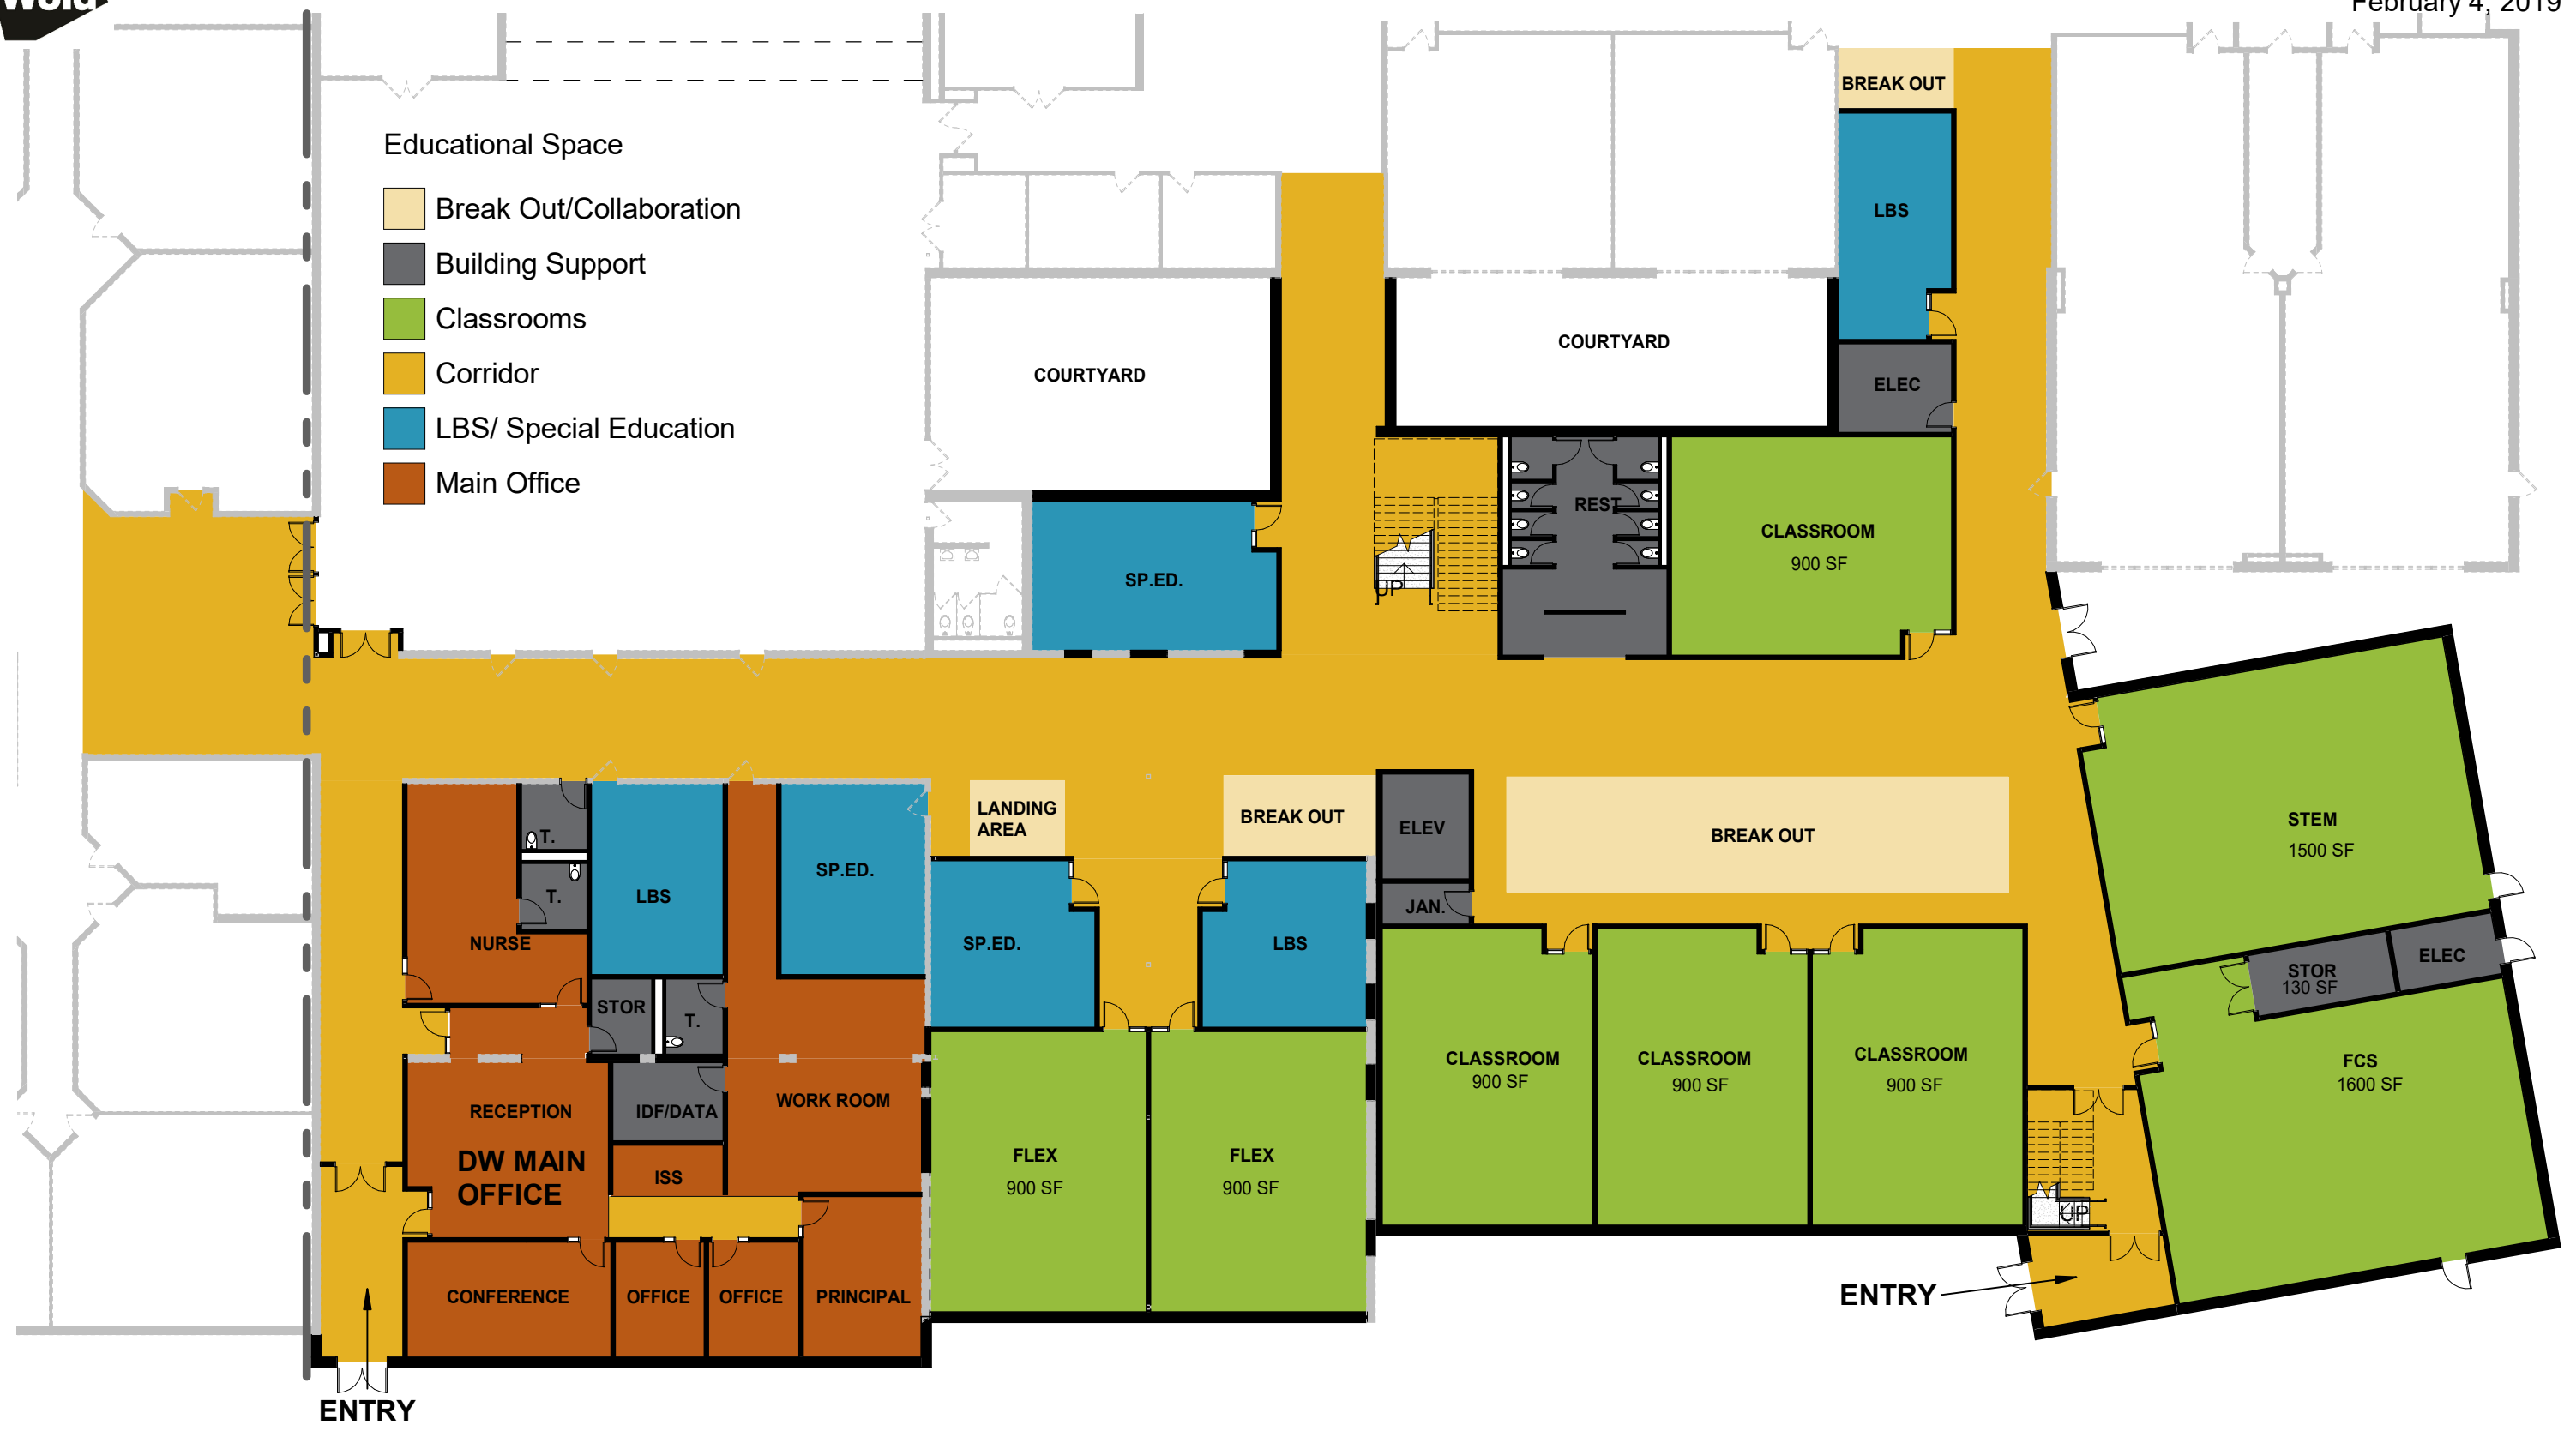 Wold
February 4, 2019
Educational Space
Break Out/Collaboration
Building Support
Classrooms
Corridor
LBS/ Special Education
Main Office
BREAK OUT
LBS
COURTYARD
COURTYARD
ELEC
REST
CLASSROOM
900 SF
SP.ED.
UP
STEM
1500 SF
LANDING
AREA
BREAK OUT
ELEV
BREAK OUT
T.
SP.ED.
LBS
T.
JAN.
NURSE
SP.ED.
LBS
ELEC
STOR
130 SF
STOR
T.
CLASSROOM
900 SF
CLASSROOM
900 SF
CLASSROOM
900 SF
FCS
1600 SF
RECEPTION
IDF/DATA
WORK ROOM
DW MAIN
OFFICE
ISS
FLEX
900 SF
FLEX
900 SF
UP
CONFERENCE
OFFICE
OFFICE
PRINCIPAL
ENTRY
ENTRY